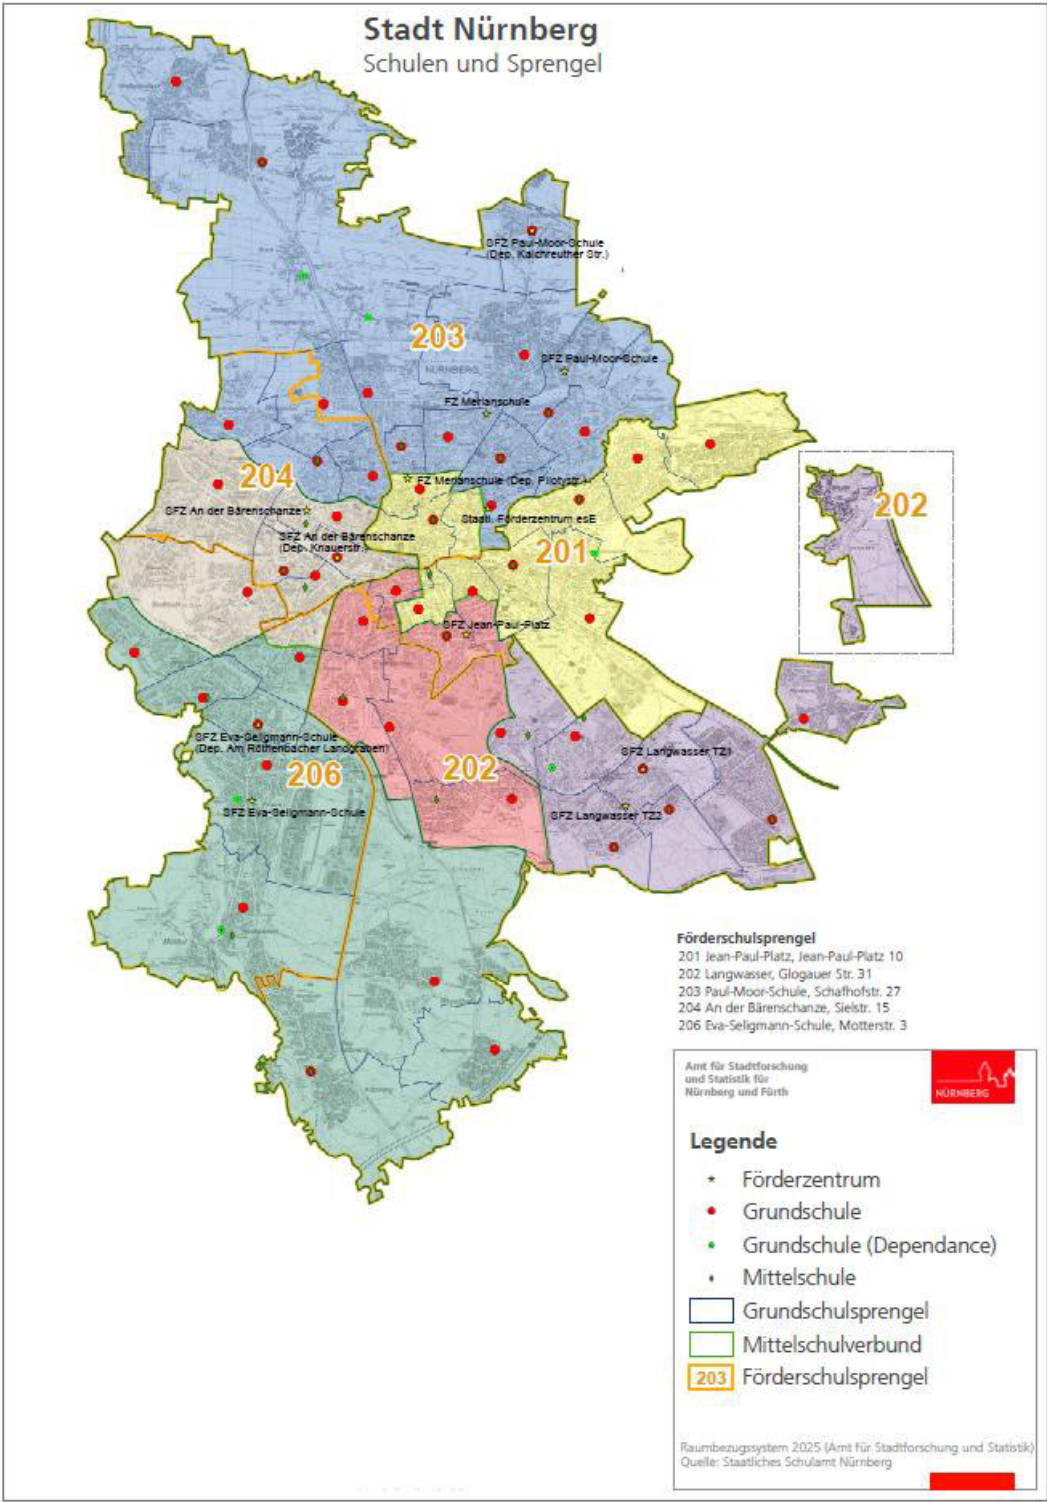 Stadt Nürnberg
Schulen und Sprengel
SFZ Paul-Moor-Schule
(Dep. Kalchreuther Str.)
203
NÜRNBERG
SFZ Paul-Moor-Schule
FZ Merianschule
204
FZ Merianschule (Dep. Pilotystr.)
202
SFZ An der Bärenschanze
Staatl. Förderzentrum esE
SFZ An der Bärenschanze
(Dep. Knauerstr.)
201
SFZ Jean-Paul-Platz
SFZ Eva-Seligmann-Schule
(Dep. Am Röthenbacher Landgraben)
SFZ Langwasser TZ1
206
202
SFZ Eva-Seligmann-Schule
SFZ Langwasser TZ2
Förderschulsprengel
201 Jean-Paul-Platz, Jean-Paul-Platz 10
202 Langwasser, Glogauer Str. 31
203 Paul-Moor-Schule, Schafhofstr. 27
204 An der Bärenschanze, Sielstr. 15
206 Eva-Seligmann-Schule, Motterstr. 3
Amt für Stadtforschung
und Statistik für
Nürnberg und Fürth
NÜRNBERG
Legende
Förderzentrum
Grundschule
Grundschule (Dependance)
Mittelschule
Grundschulsprengel
Mittelschulverbund
203 Förderschulsprengel
Raumbezugssystem 2025 (Amt für Stadtforschung und Statistik)
Quelle: Staatliches Schulamt Nürnberg